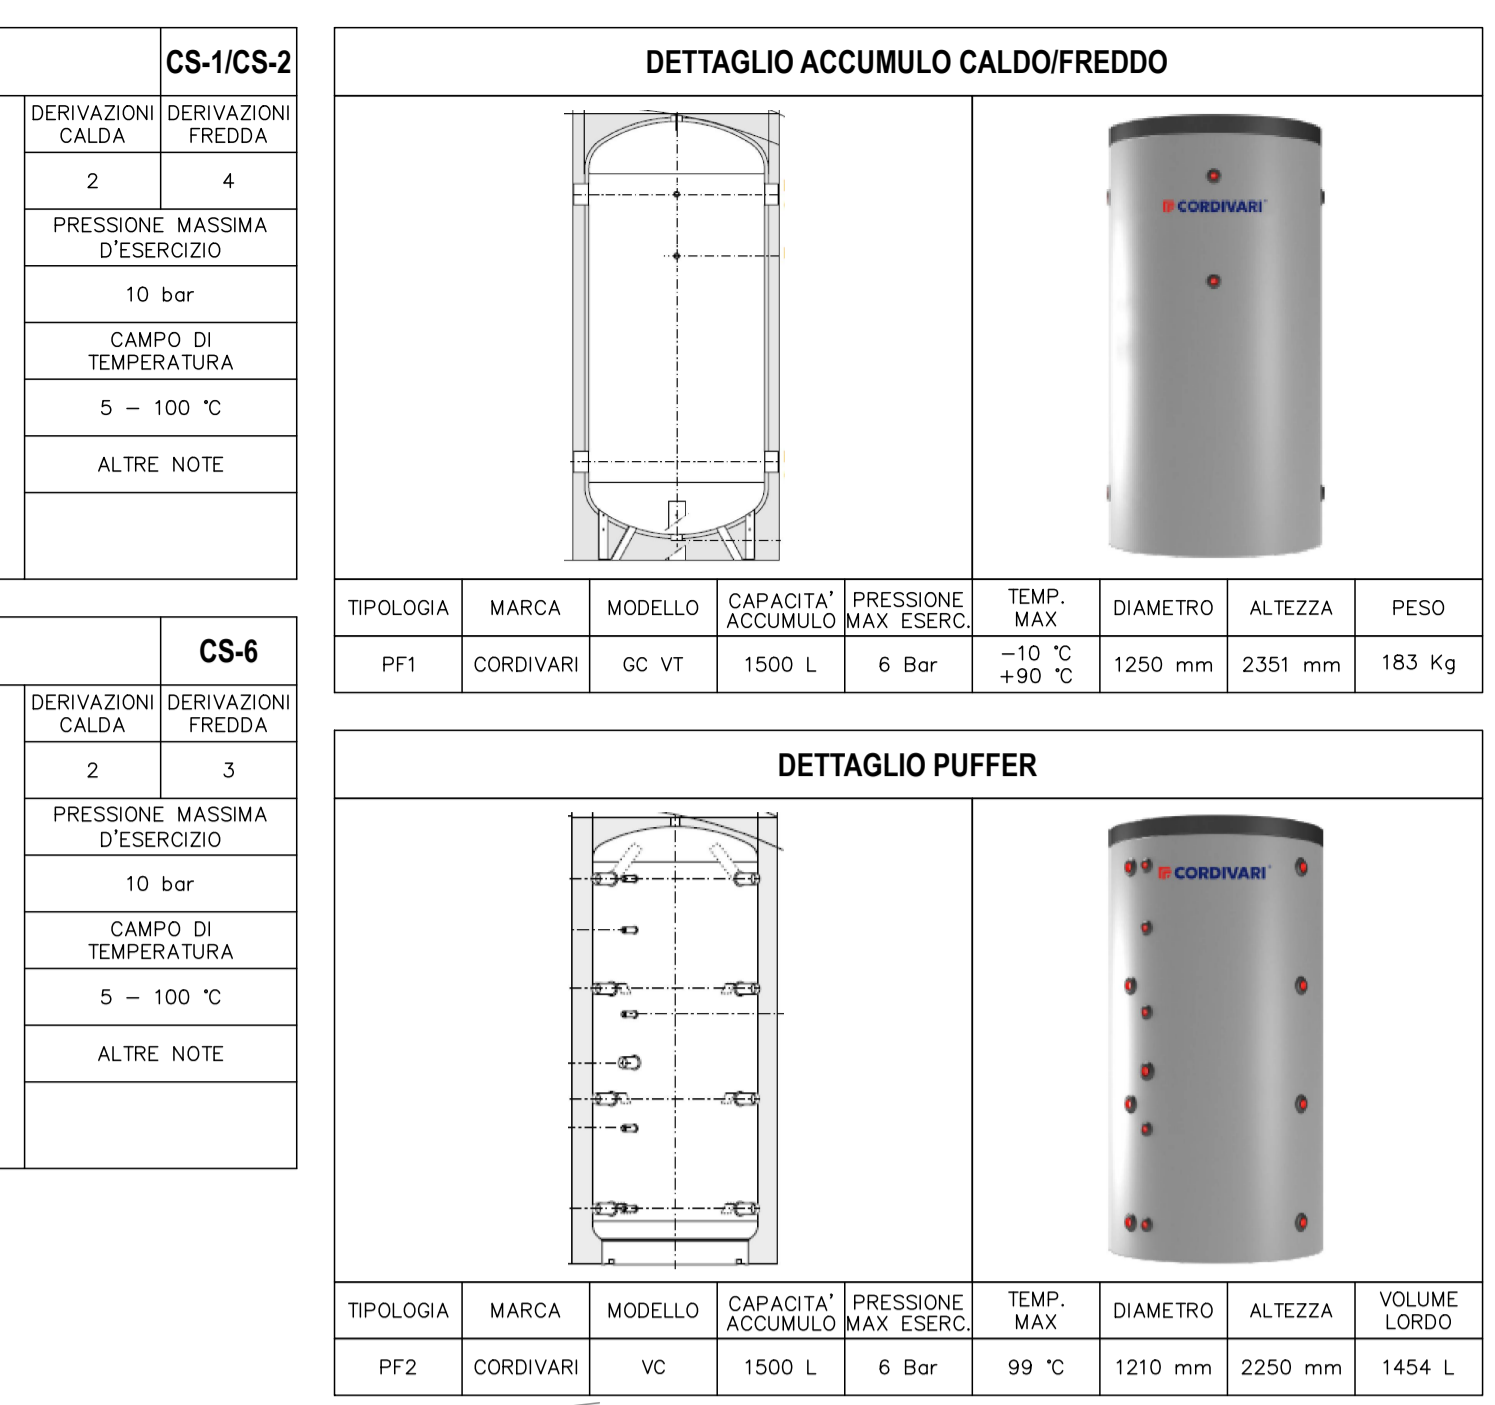 CS-1/CS-2
DERIVAZIONI CALDA
DERIVAZIONI FREDDA
2
4
PRESSIONE MASSIMA
D'ESERCIZIO
10 bar
CAMPO DI
TEMPERATURA
5 – 100 °C
ALTRE NOTE
CS-6
DERIVAZIONI CALDA
DERIVAZIONI FREDDA
2
3
PRESSIONE MASSIMA
D'ESERCIZIO
10 bar
CAMPO DI
TEMPERATURA
5 – 100 °C
ALTRE NOTE
DETTAGLIO ACCUMULO CALDO/FREDDO
CORDIVARI
TIPOLOGIA
MARCA
MODELLO
CAPACITA' ACCUMULO
PRESSIONE MAX ESERC.
TEMP. MAX
DIAMETRO
ALTEZZA
PESO
PF1
CORDIVARI
GC VT
1500 L
6 Bar
–10 °C
+90 °C
1250 mm
2351 mm
183 Kg
DETTAGLIO PUFFER
CORDIVARI
TIPOLOGIA
MARCA
MODELLO
CAPACITA' ACCUMULO
PRESSIONE MAX ESERC.
TEMP. MAX
DIAMETRO
ALTEZZA
VOLUME LORDO
PF2
CORDIVARI
VC
1500 L
6 Bar
99 °C
1210 mm
2250 mm
1454 L